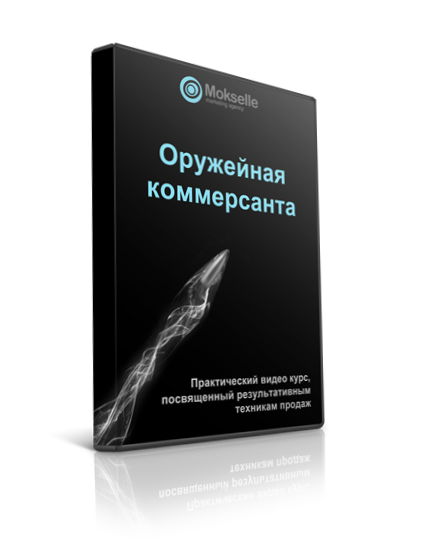 Mokselle
marketing agency
Оружейная
коммерсанта
Практический видео курс,
посвященный результативным
техникам продаж